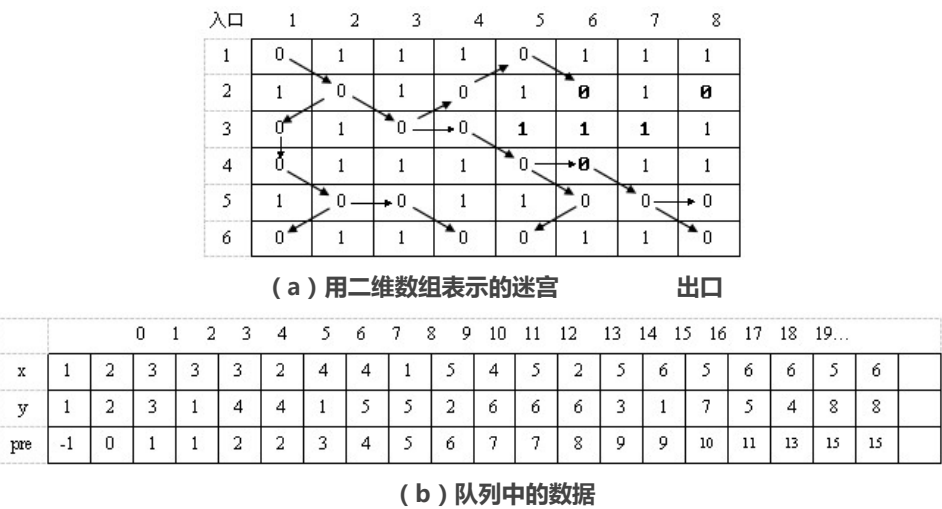 入口 1 2 3 4 5 6 7 8
1 0 1 1 1 0 1 1 1
2 1 0 1 0 1 0 1 0
3 0 1 0 0 1 1 1 1
4 0 1 1 1 0 0 1 1
5 1 0 0 1 1 0 0 0
6 0 1 1 0 0 1 1 0
(a)用二维数组表示的迷宫 出口
0 1 2 3 4 5 6 7 8 9 10 11 12 13 14 15 16 17 18 19...
x 1 2 3 3 3 2 4 4 1 5 4 5 2 5 6 5 6 6 5 6
y 1 2 3 1 4 4 1 5 5 2 6 6 6 3 1 7 5 4 8 8
pre -1 0 1 1 2 2 3 4 5 6 7 7 8 9 9 10 11 13 15 15
(b)队列中的数据